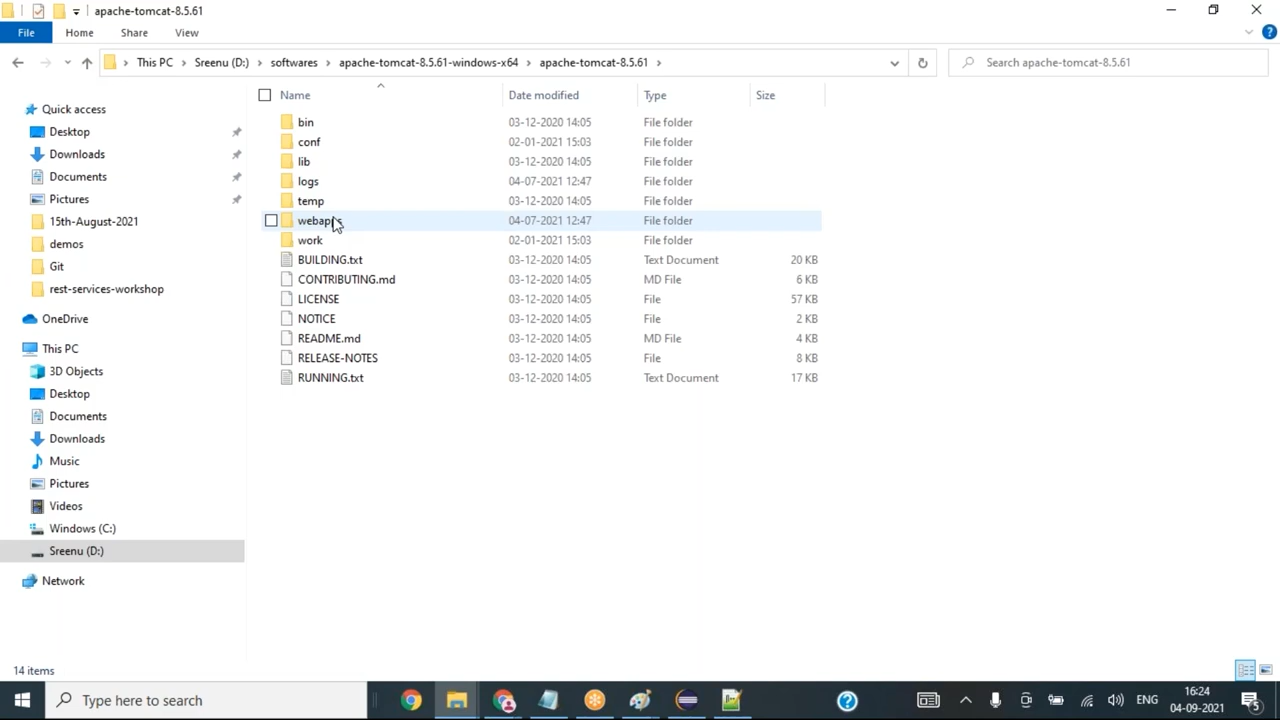 apache-tomcat-8.5.61
File Home Share View
This PC Sreenu (D:) softwares apache-tomcat-8.5.61-windows-x64 apache-tomcat-8.5.61 Search apache-tomcat-8.5.61
Name Date modified Type Size
bin 03-12-2020 14:05 File folder
conf 02-01-2021 15:03 File folder
lib 03-12-2020 14:05 File folder
logs 04-07-2021 12:47 File folder
temp 03-12-2020 14:05 File folder
webapps 04-07-2021 12:47 File folder
work 02-01-2021 15:03 File folder
BUILDING.txt 03-12-2020 14:05 Text Document 20 KB
CONTRIBUTING.md 03-12-2020 14:05 MD File 6 KB
LICENSE 03-12-2020 14:05 File 57 KB
NOTICE 03-12-2020 14:05 File 2 KB
README.md 03-12-2020 14:05 MD File 4 KB
RELEASE-NOTES 03-12-2020 14:05 File 8 KB
RUNNING.txt 03-12-2020 14:05 Text Document 17 KB
Quick access
Desktop
Downloads
Documents
Pictures
15th-August-2021
demos
Git
rest-services-workshop
OneDrive
This PC
3D Objects
Desktop
Documents
Downloads
Music
Pictures
Videos
Windows (C:)
Sreenu (D:)
Network
14 items
Type here to search
ENG
16:24
04-09-2021
5